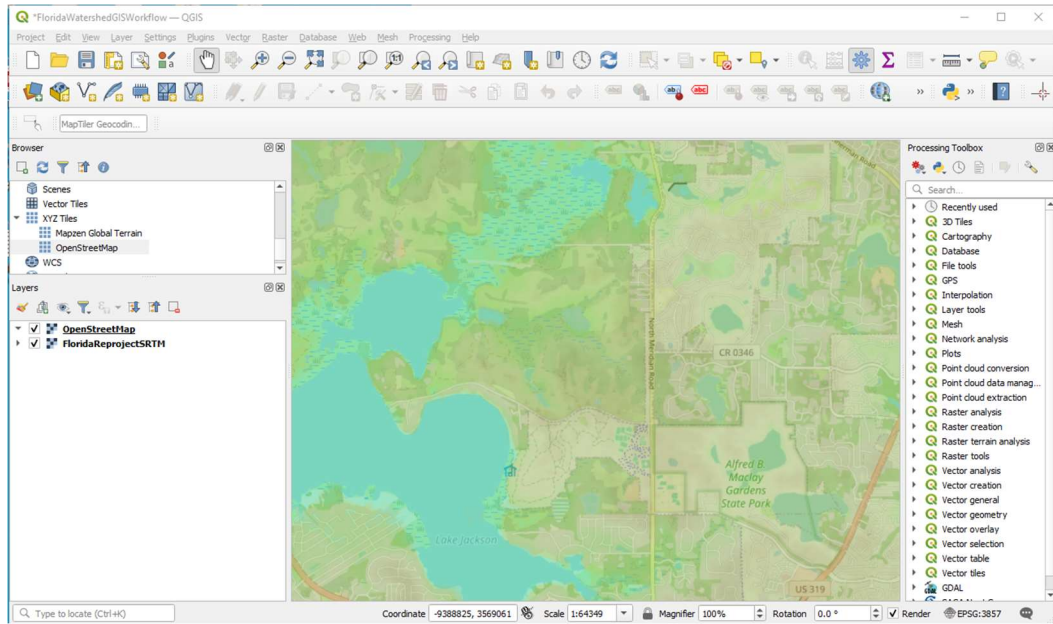 *FloridaWatershedGISWorkflow — QGIS
Project Edit View Layer Settings Plugins Vector Raster Database Web Mesh Processing Help
MapTiler Geocodin...
Browser
Scenes
Vector Tiles
XYZ Tiles
Mapzen Global Terrain
OpenStreetMap
WCS
Layers
OpenStreetMap
FloridaReprojectSRTM
North Meridian Road
CR 0346
Alfred B.
Maclay
Gardens
State Park
Lake Jackson
US 319
Processing Toolbox
Search...
Recently used
3D Tiles
Cartography
Database
File tools
GPS
Interpolation
Layer tools
Mesh
Network analysis
Plots
Point cloud conversion
Point cloud data manag...
Point cloud extraction
Raster analysis
Raster creation
Raster terrain analysis
Raster tools
Vector analysis
Vector creation
Vector general
Vector geometry
Vector overlay
Vector selection
Vector table
Vector tiles
GDAL
Type to locate (Ctrl+K) Coordinate -9388825, 3569061 Scale 1:64349 Magnifier 100% Rotation 0.0 ° Render EPSG:3857